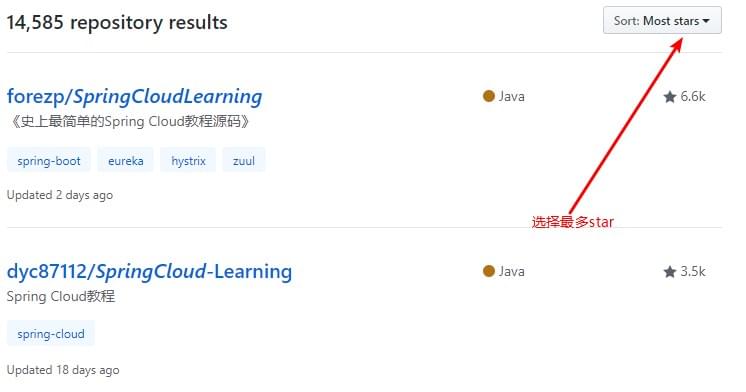 14,585 repository results
Sort: Most stars
forezp/SpringCloudLearning
Java
6.6k
《史上最简单的Spring Cloud教程源码》
spring-boot eureka hystrix zuul
Updated 2 days ago
选择最多star
dyc87112/SpringCloud-Learning
Java
3.5k
Spring Cloud教程
spring-cloud
Updated 18 days ago